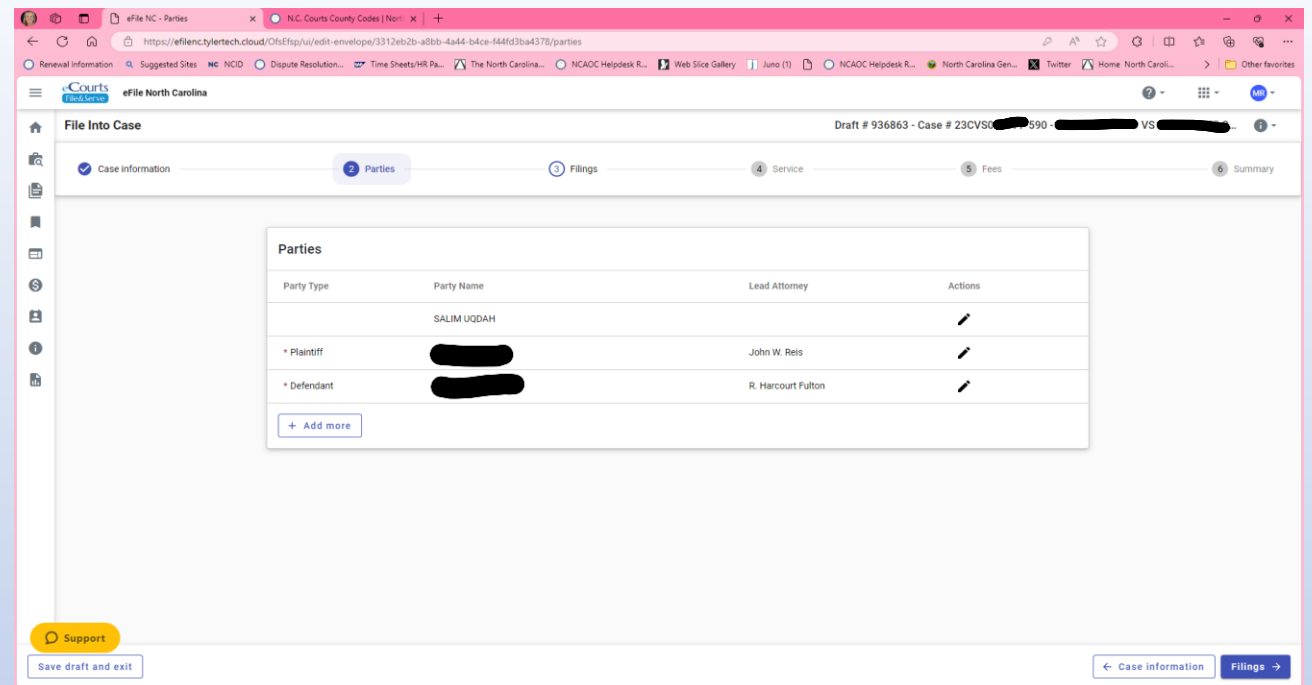 eFile NC - Parties
N.C. Courts County Codes | Nort
https://efilenc.tylertech.cloud/OfsEfsp/ui/edit-envelope/3312eb2b-a8bb-4a44-b4ce-f44fd3ba4378/parties
Renewal Information Suggested Sites NC NCID Dispute Resolution... Time Sheets/HR Pa... The North Carolina... NCAOC Helpdesk R... Web Slice Gallery Juno (1) NCAOC Helpdesk R... North Carolina Gen... Twitter Home North Caroli... Other favorites
eCourts File&Serve eFile North Carolina MR
File Into Case Draft # 936863 - Case # 23CVS0 590 - VS
Case information 2 Parties 3 Filings 4 Service 5 Fees 6 Summary
Parties
Party Type Party Name Lead Attorney Actions
SALIM UQDAH
* Plaintiff John W. Reis
* Defendant R. Harcourt Fulton
+ Add more
Support
Save draft and exit ← Case information Filings →